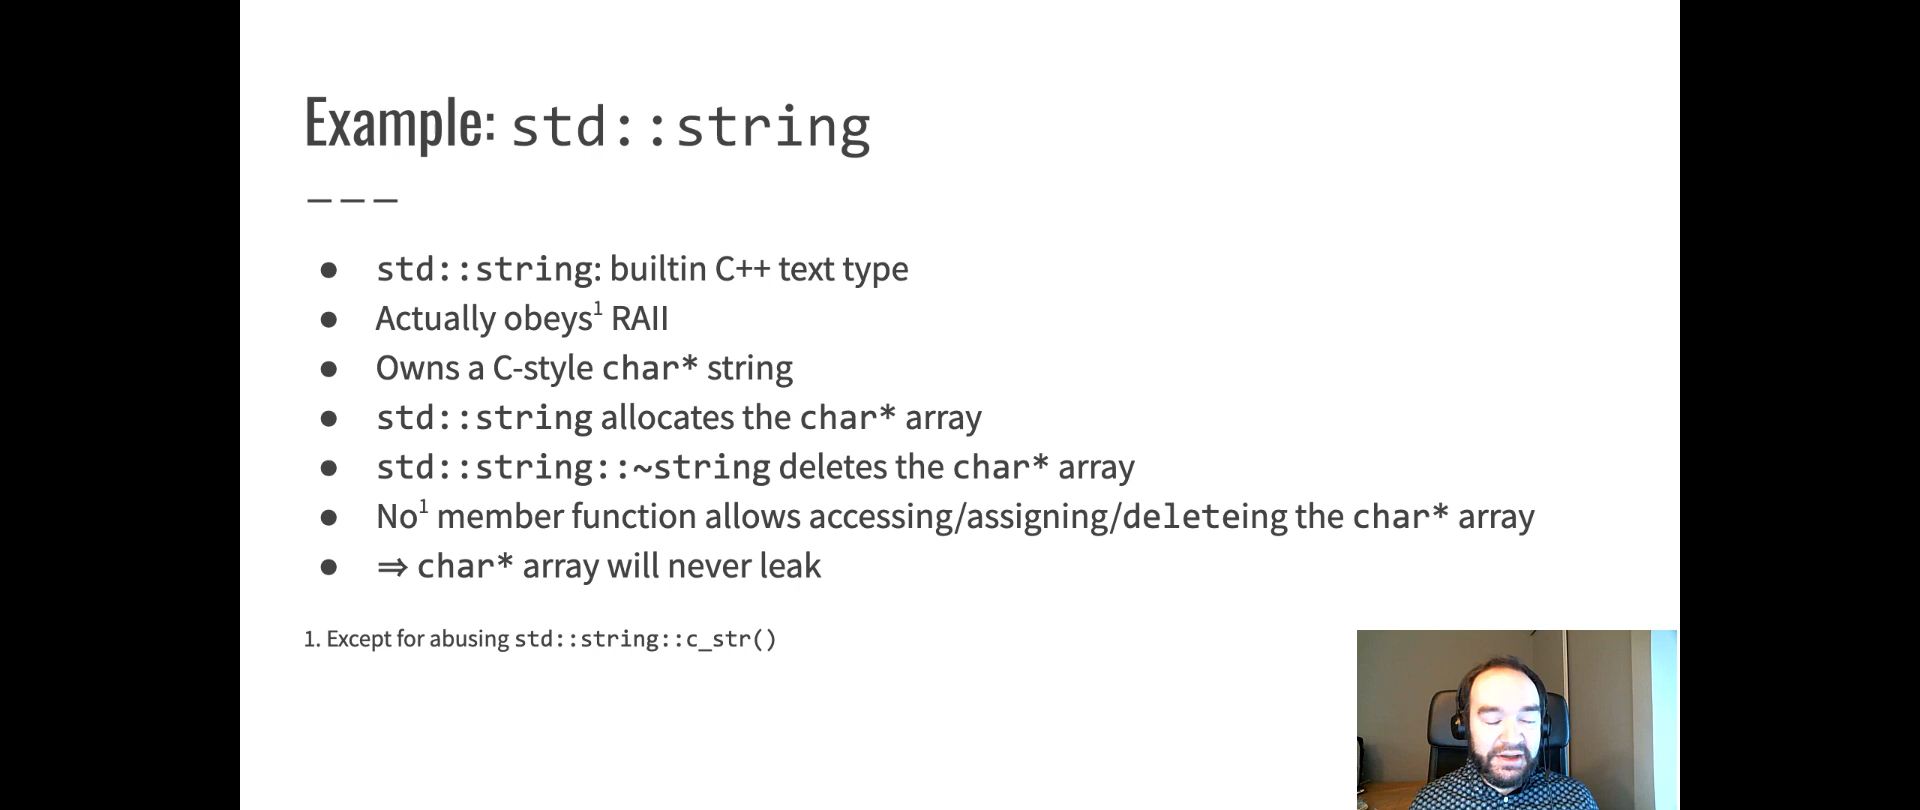 Example: std::string
———
● std::string: builtin C++ text type
● Actually obeys¹ RAII
● Owns a C-style char* string
● std::string allocates the char* array
● std::string::~string deletes the char* array
● No¹ member function allows accessing/assigning/deleteing the char* array
● ⇒ char* array will never leak
1. Except for abusing std::string::c_str()